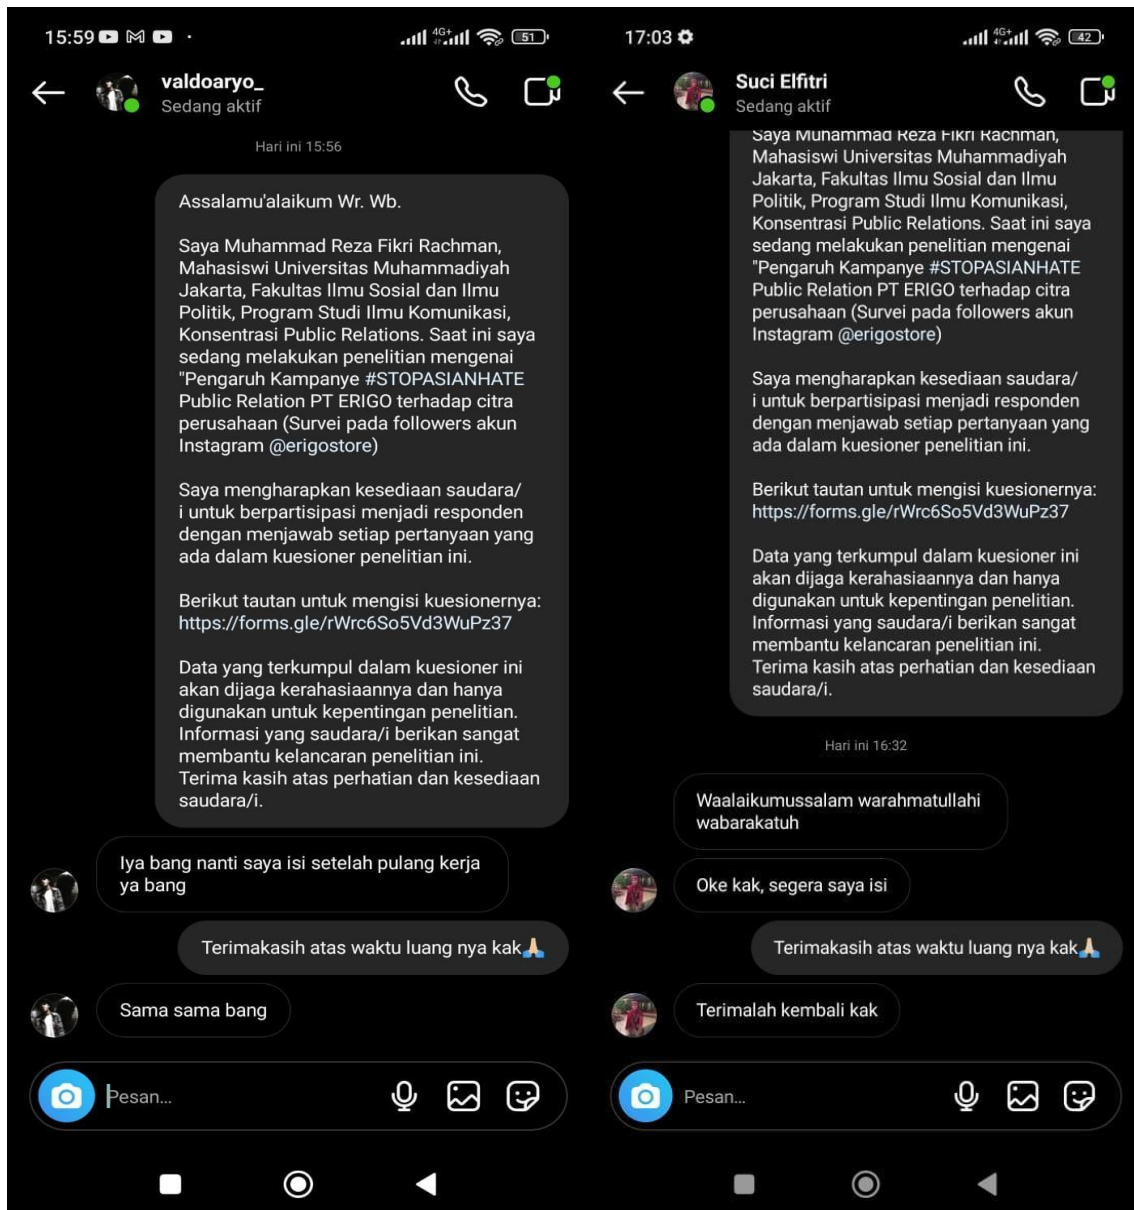 15:59
4G+
51
valdoaryo_
Sedang aktif
Hari ini 15:56
Assalamu'alaikum Wr. Wb.
Saya Muhammad Reza Fikri Rachman,
Mahasiswi Universitas Muhammadiyah
Jakarta, Fakultas Ilmu Sosial dan Ilmu
Politik, Program Studi Ilmu Komunikasi,
Konsentrasi Public Relations. Saat ini saya
sedang melakukan penelitian mengenai
"Pengaruh Kampanye #STOPASIANHATE
Public Relation PT ERIGO terhadap citra
perusahaan (Survei pada followers akun
Instagram @erigostore)
Saya mengharapkan kesediaan saudara/
i untuk berpartisipasi menjadi responden
dengan menjawab setiap pertanyaan yang
ada dalam kuesioner penelitian ini.
Berikut tautan untuk mengisi kuesionernya:
https://forms.gle/rWrc6So5Vd3WuPz37
Data yang terkumpul dalam kuesioner ini
akan dijaga kerahasiaannya dan hanya
digunakan untuk kepentingan penelitian.
Informasi yang saudara/i berikan sangat
membantu kelancaran penelitian ini.
Terima kasih atas perhatian dan kesediaan
saudara/i.
Iya bang nanti saya isi setelah pulang kerja
ya bang
Terimakasih atas waktu luang nya kak🙏🏼
Sama sama bang
Pesan...
17:03
4G+
42
Suci Elfitri
Sedang aktif
Saya Muhammad Reza Fikri Rachman,
Mahasiswi Universitas Muhammadiyah
Jakarta, Fakultas Ilmu Sosial dan Ilmu
Politik, Program Studi Ilmu Komunikasi,
Konsentrasi Public Relations. Saat ini saya
sedang melakukan penelitian mengenai
"Pengaruh Kampanye #STOPASIANHATE
Public Relation PT ERIGO terhadap citra
perusahaan (Survei pada followers akun
Instagram @erigostore)
Saya mengharapkan kesediaan saudara/
i untuk berpartisipasi menjadi responden
dengan menjawab setiap pertanyaan yang
ada dalam kuesioner penelitian ini.
Berikut tautan untuk mengisi kuesionernya:
https://forms.gle/rWrc6So5Vd3WuPz37
Data yang terkumpul dalam kuesioner ini
akan dijaga kerahasiaannya dan hanya
digunakan untuk kepentingan penelitian.
Informasi yang saudara/i berikan sangat
membantu kelancaran penelitian ini.
Terima kasih atas perhatian dan kesediaan
saudara/i.
Hari ini 16:32
Waalaikumussalam warahmatullahi
wabarakatuh
Oke kak, segera saya isi
Terimakasih atas waktu luang nya kak🙏🏼
Terimalah kembali kak
Pesan...